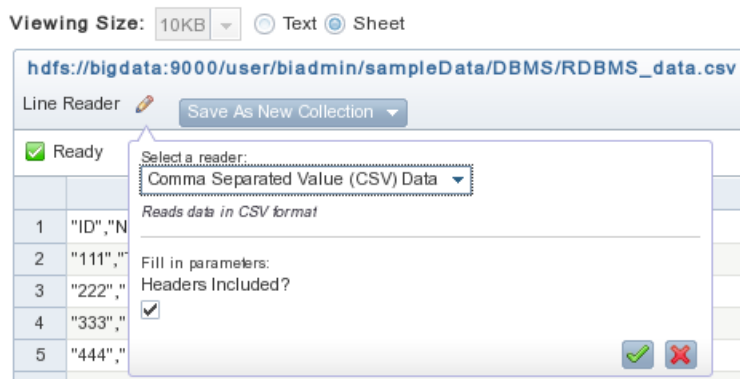 Viewing Size: 10KB Text Sheet
hdfs://bigdata:9000/user/biadmin/sampleData/DBMS/RDBMS_data.csv
Line Reader Save As New Collection
Ready
Select a reader:
Comma Separated Value (CSV) Data
Reads data in CSV format
1 "ID","N
2 "111","
Fill in parameters:
3 "222","
Headers Included?
4 "333","
5 "444","